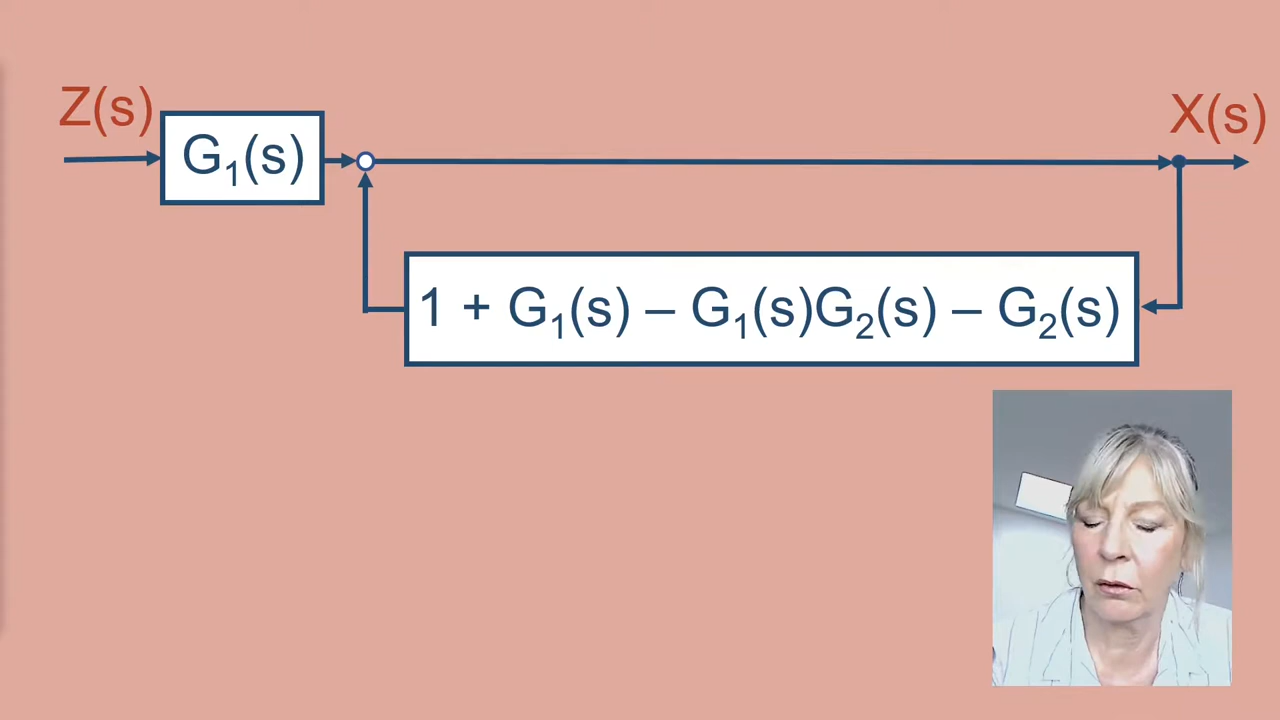 Z(s)
X(s)
G₁(s)
1 + G₁(s) – G₁(s)G₂(s) – G₂(s)